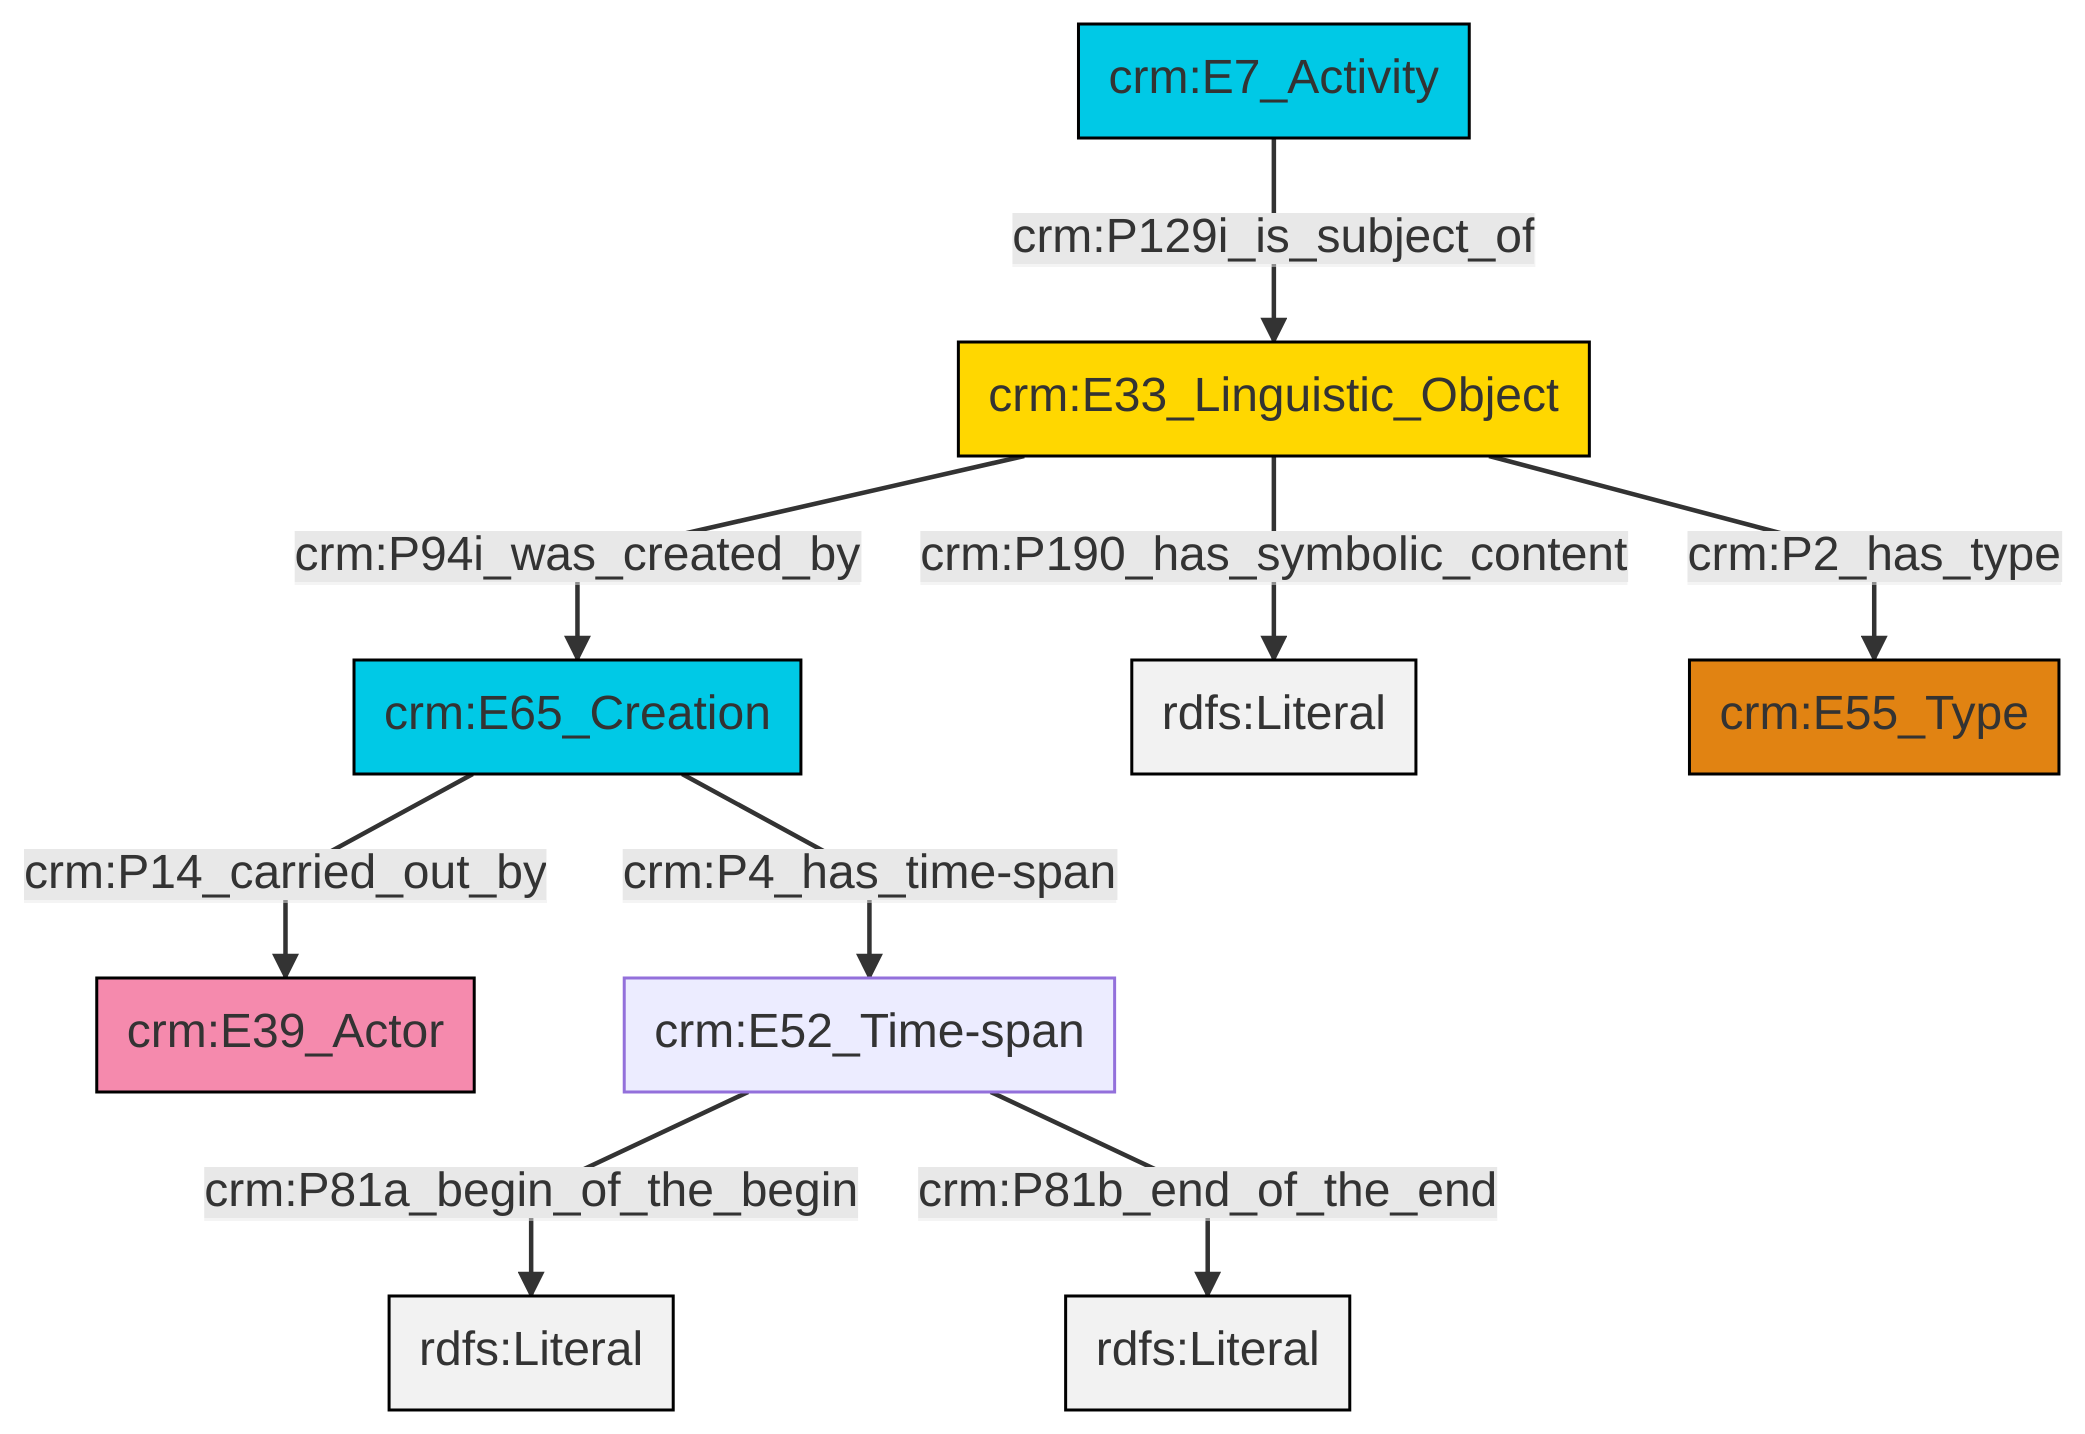 crm:E7_Activity
crm:P129i_is_subject_of
crm:E33_Linguistic_Object
crm:P94i_was_created_by
crm:P190_has_symbolic_content
crm:P2_has_type
crm:E65_Creation
rdfs:Literal
crm:E55_Type
crm:P14_carried_out_by
crm:P4_has_time-span
crm:E39_Actor
crm:E52_Time-span
crm:P81a_begin_of_the_begin
crm:P81b_end_of_the_end
rdfs:Literal
rdfs:Literal